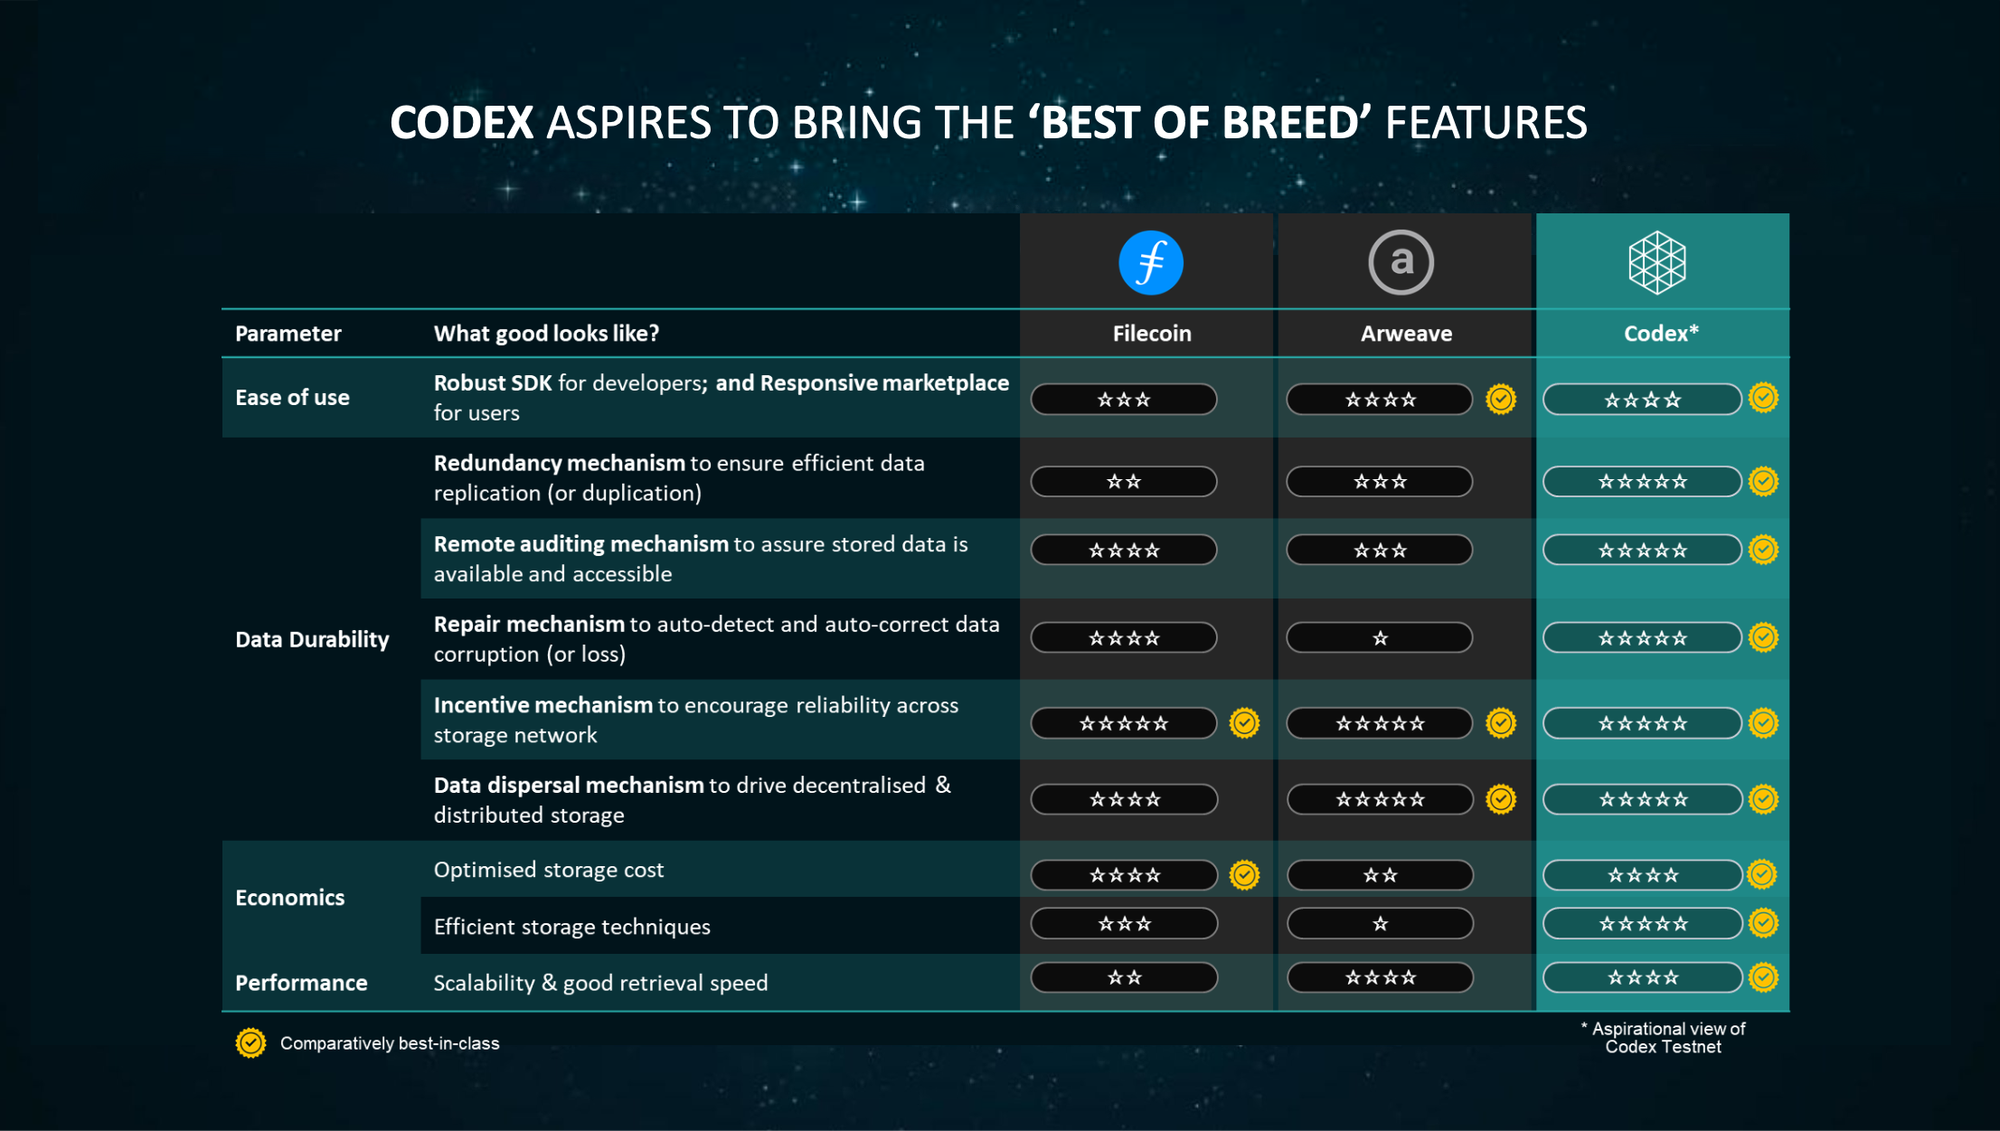 CODEX ASPIRES TO BRING THE ‘BEST OF BREED’ FEATURES
a
Parameter What good looks like? Filecoin Arweave Codex*
Ease of use
Robust SDK for developers; and Responsive marketplace
for users
☆☆☆ ☆☆☆☆ ☆☆☆☆
Data Durability
Redundancy mechanism to ensure efficient data
replication (or duplication)
☆☆ ☆☆☆ ☆☆☆☆☆
Remote auditing mechanism to assure stored data is
available and accessible
☆☆☆☆ ☆☆☆ ☆☆☆☆☆
Repair mechanism to auto-detect and auto-correct data
corruption (or loss)
☆☆☆☆ ☆ ☆☆☆☆☆
Incentive mechanism to encourage reliability across
storage network
☆☆☆☆☆ ☆☆☆☆☆ ☆☆☆☆☆
Data dispersal mechanism to drive decentralised &
distributed storage
☆☆☆☆ ☆☆☆☆☆ ☆☆☆☆☆
Economics
Optimised storage cost ☆☆☆☆ ☆☆ ☆☆☆☆
Efficient storage techniques ☆☆☆ ☆ ☆☆☆☆☆
Performance Scalability & good retrieval speed ☆☆ ☆☆☆☆ ☆☆☆☆
Comparatively best-in-class
* Aspirational view of
Codex Testnet